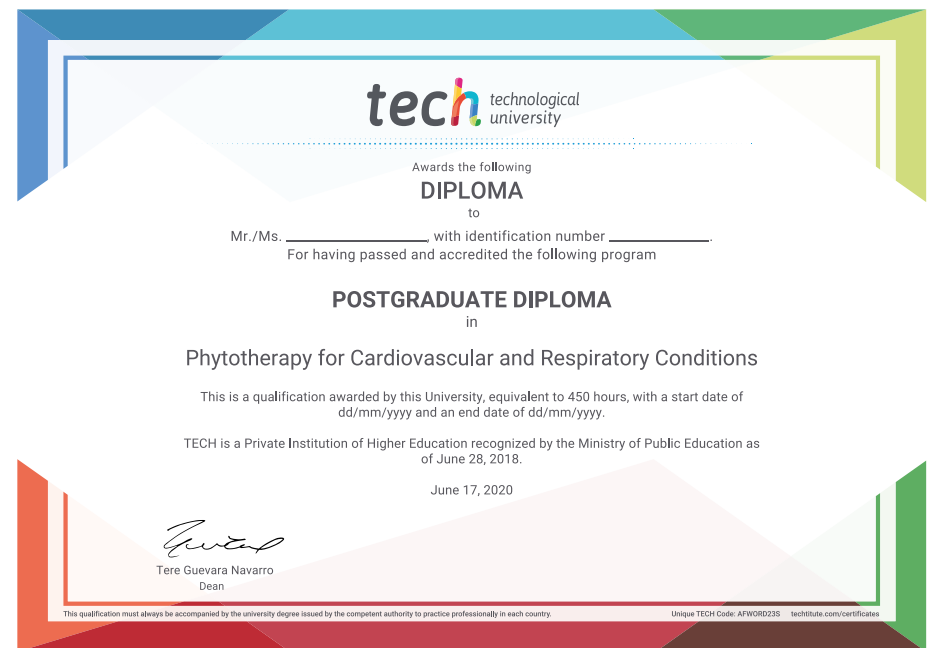 tech technological
university
Awards the following
DIPLOMA
to
Mr./Ms. ____________________, with identification number ______________.
For having passed and accredited the following program
POSTGRADUATE DIPLOMA
in
Phytotherapy for Cardiovascular and Respiratory Conditions
This is a qualification awarded by this University, equivalent to 450 hours, with a start date of
dd/mm/yyyy and an end date of dd/mm/yyyy.
TECH is a Private Institution of Higher Education recognized by the Ministry of Public Education as
of June 28, 2018.
June 17, 2020
Tere Guevara Navarro
Dean
This qualification must always be accompanied by the university degree issued by the competent authority to practice professionally in each country. Unique TECH Code: AFWORD23S techtitute.com/certificates